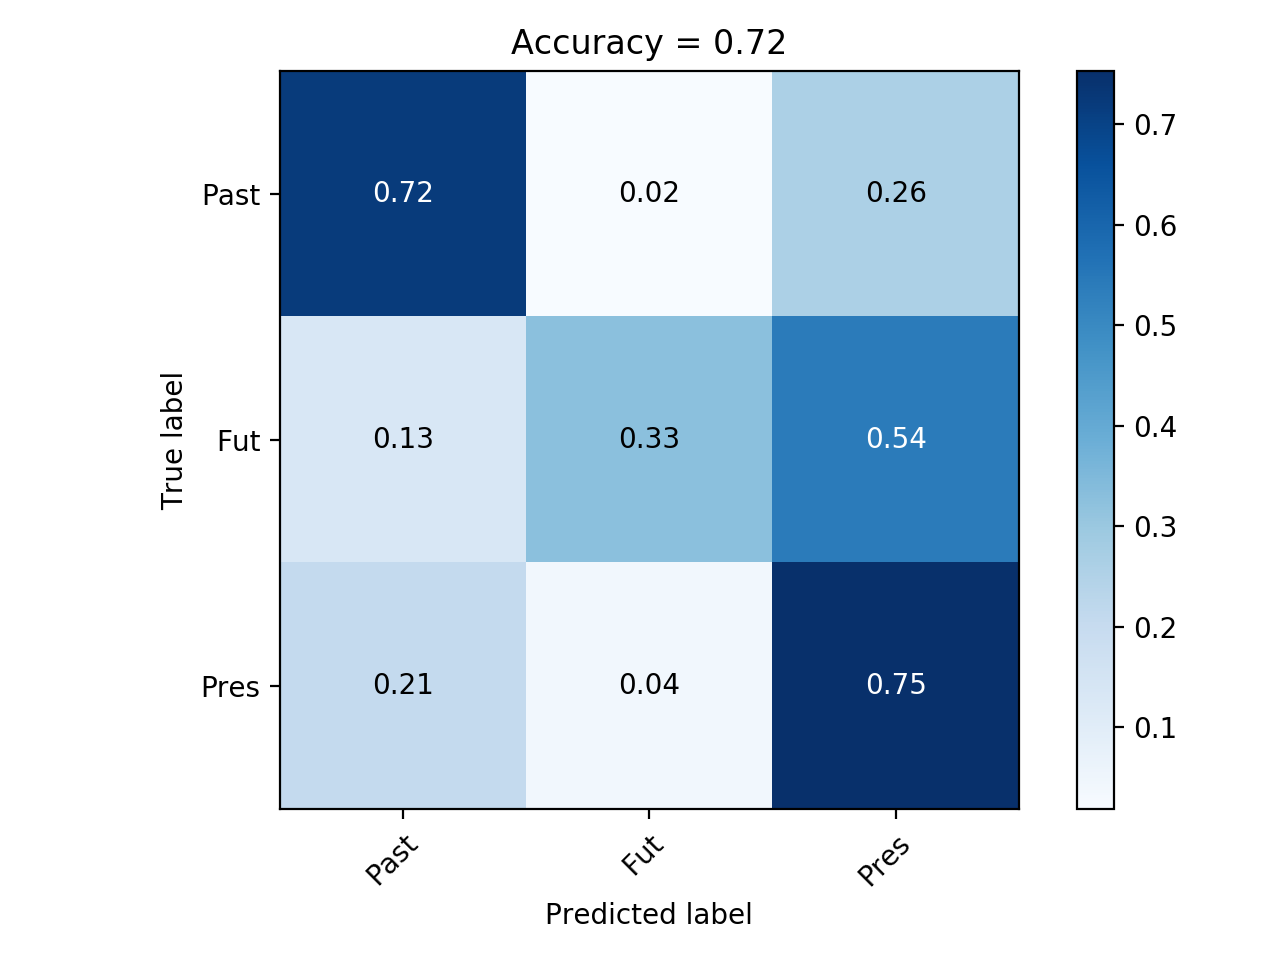 Accuracy = 0.72
True label
Past 0.72 0.02 0.26
Fut 0.13 0.33 0.54
Pres 0.21 0.04 0.75
Past Fut Pres
Predicted label
0.7
0.6
0.5
0.4
0.3
0.2
0.1